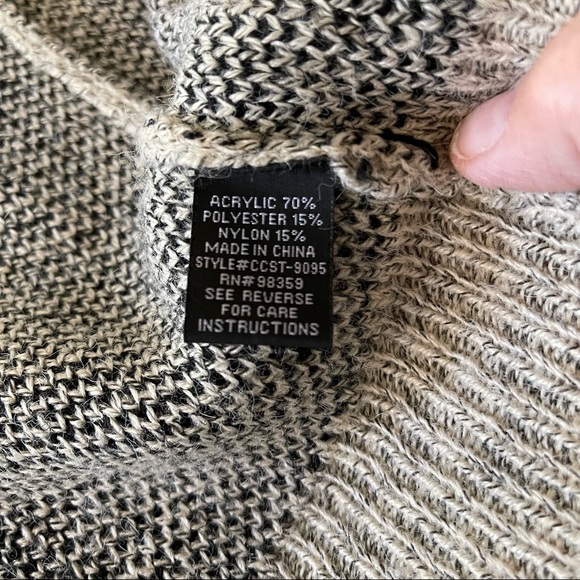 ACRYLIC 70%
POLYESTER 15%
NYLON 15%
MADE IN CHINA
STYLE#CCST-9095
RN#98359
SEE REVERSE
FOR CARE
INSTRUCTIONS